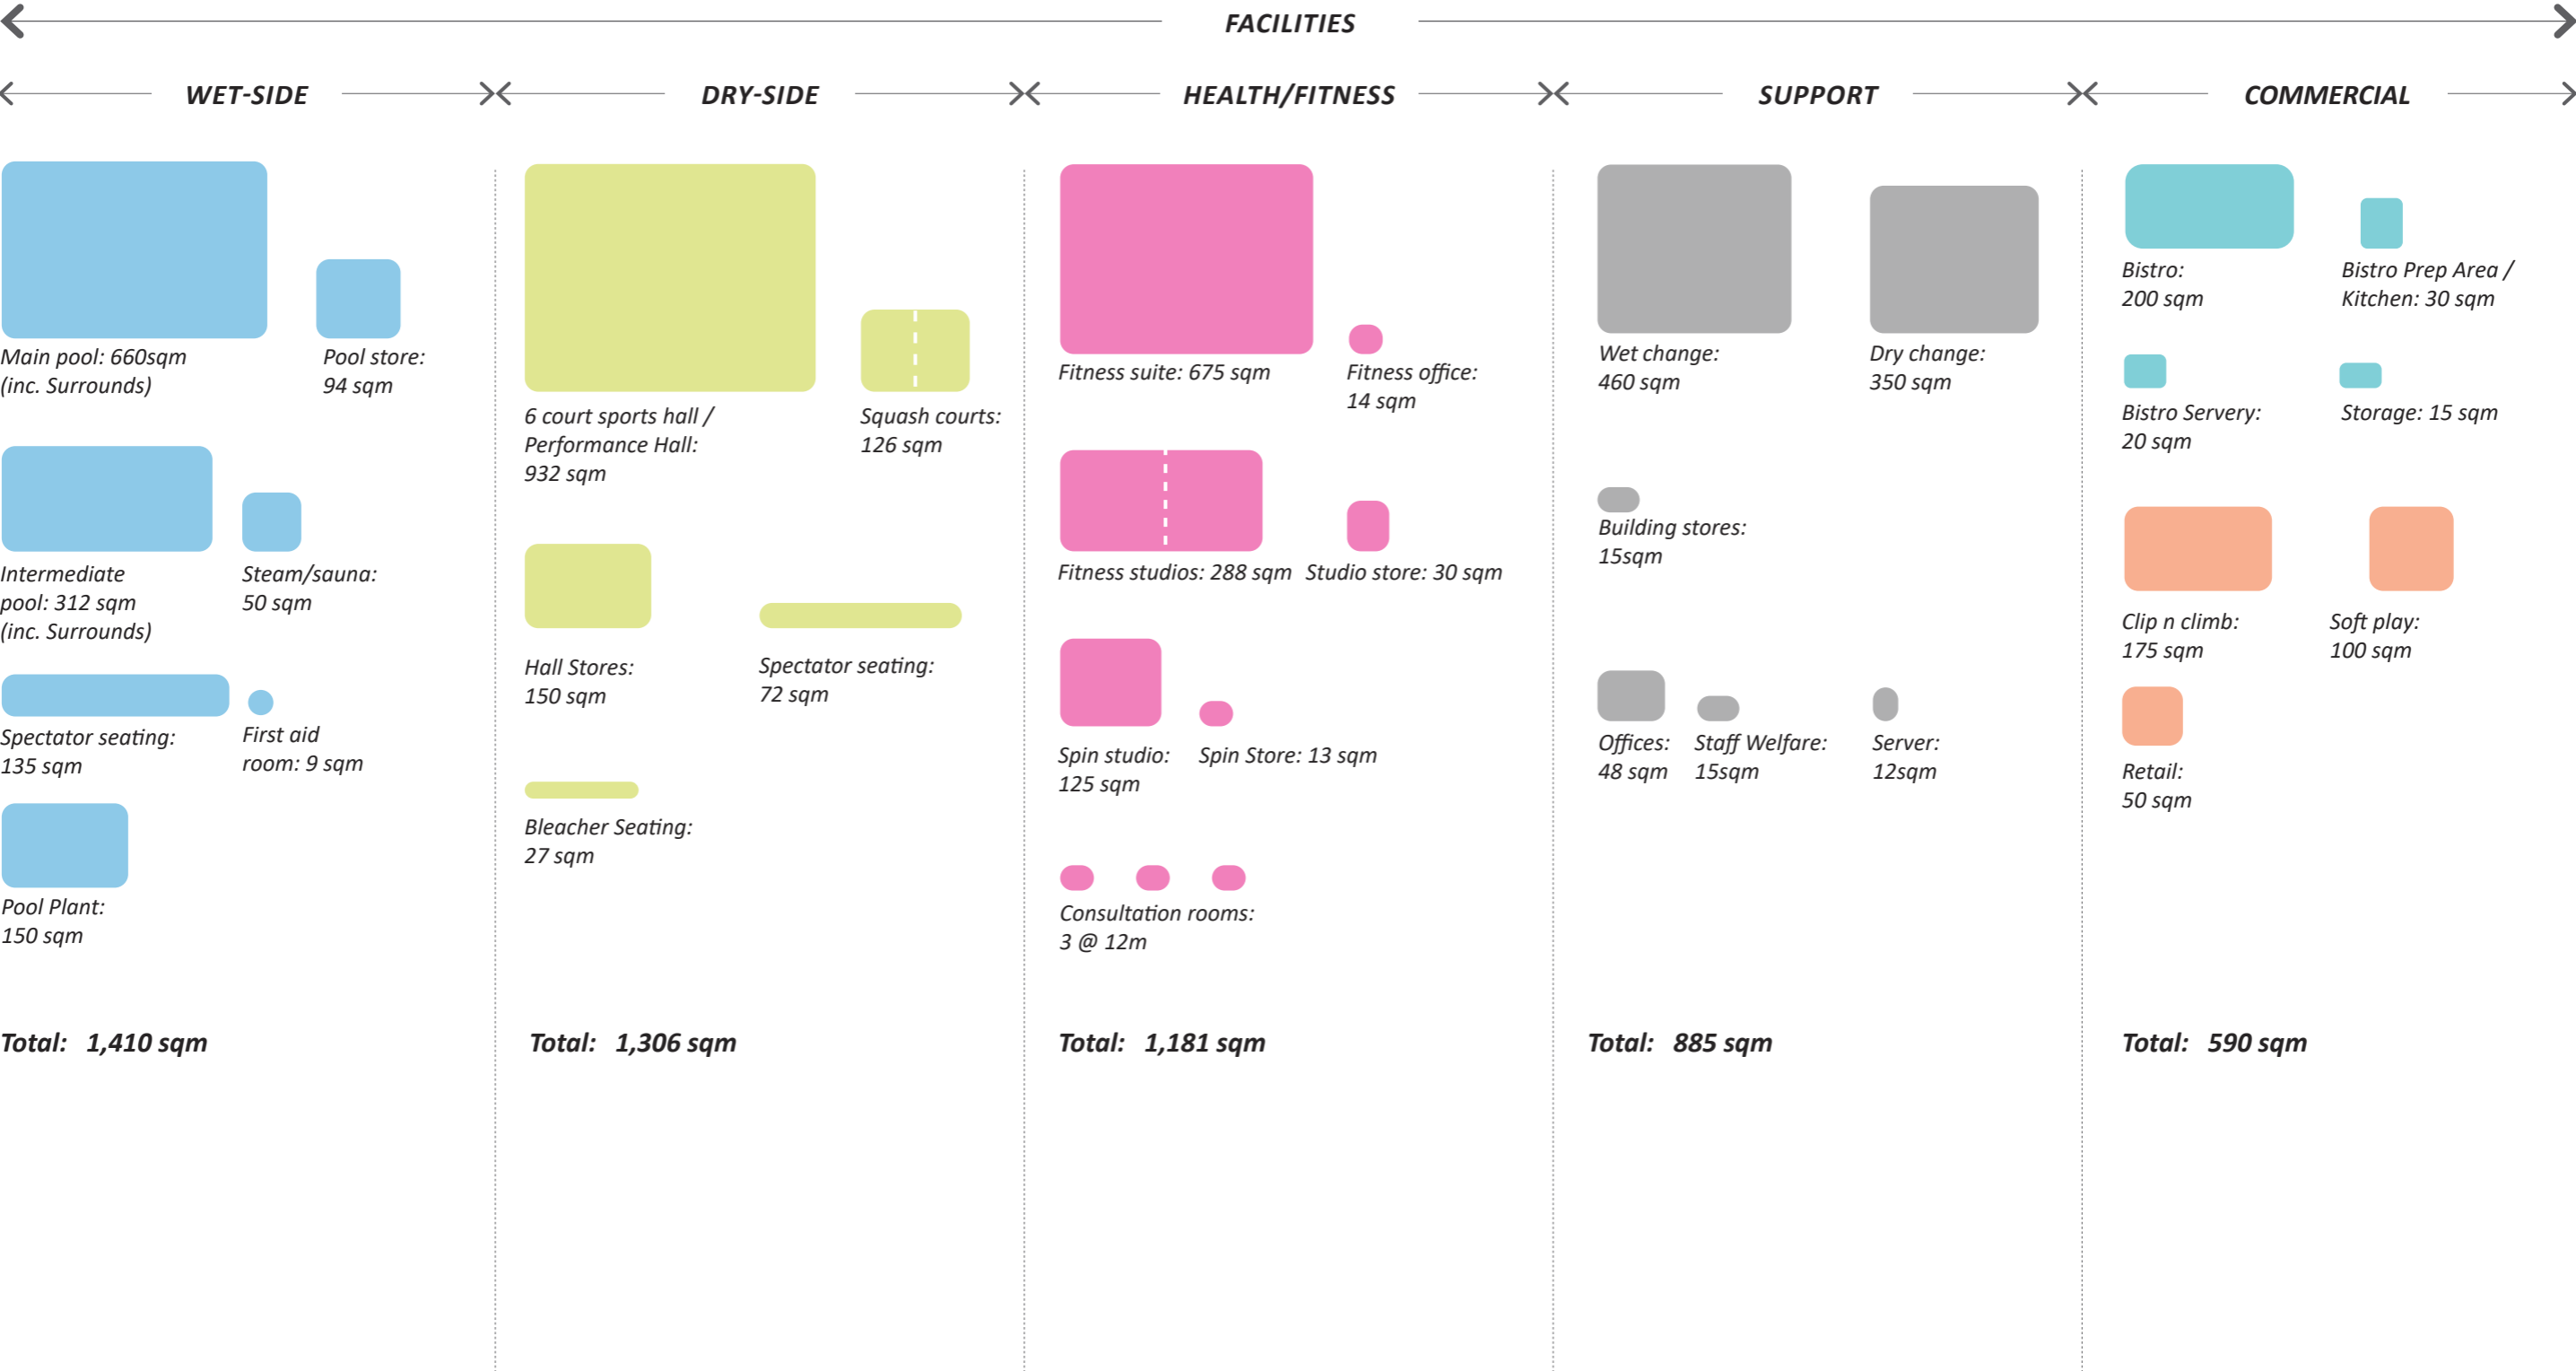 FACILITIES
WET-SIDE
DRY-SIDE
HEALTH/FITNESS
SUPPORT
COMMERCIAL
Main pool: 660sqm
(inc. Surrounds)
Pool store:
94 sqm
Intermediate
pool: 312 sqm
(inc. Surrounds)
Steam/sauna:
50 sqm
Spectator seating:
135 sqm
First aid
room: 9 sqm
Pool Plant:
150 sqm
Total: 1,410 sqm
6 court sports hall /
Performance Hall:
932 sqm
Squash courts:
126 sqm
Hall Stores:
150 sqm
Spectator seating:
72 sqm
Bleacher Seating:
27 sqm
Total: 1,306 sqm
Fitness suite: 675 sqm
Fitness office:
14 sqm
Fitness studios: 288 sqm
Studio store: 30 sqm
Spin studio:
125 sqm
Spin Store: 13 sqm
Consultation rooms:
3 @ 12m
Total: 1,181 sqm
Wet change:
460 sqm
Dry change:
350 sqm
Building stores:
15sqm
Offices:
48 sqm
Staff Welfare:
15sqm
Server:
12sqm
Total: 885 sqm
Bistro:
200 sqm
Bistro Prep Area /
Kitchen: 30 sqm
Bistro Servery:
20 sqm
Storage: 15 sqm
Clip n climb:
175 sqm
Soft play:
100 sqm
Retail:
50 sqm
Total: 590 sqm